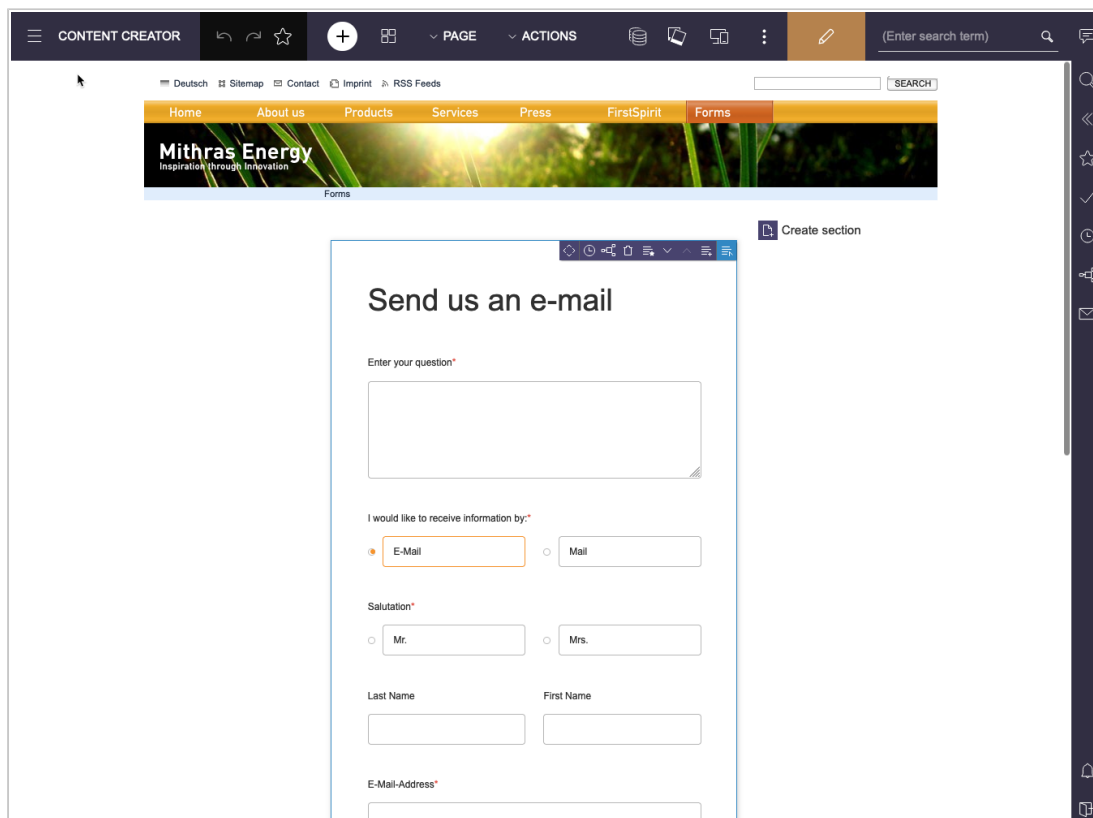 CONTENT CREATOR PAGE ACTIONS (Enter search term)
Deutsch Sitemap Contact Imprint RSS Feeds SEARCH
Home About us Products Services Press FirstSpirit Forms
Mithras Energy
Inspiration through Innovation
Forms
Create section
Send us an e-mail
Enter your question*
I would like to receive information by:*
E-Mail Mail
Salutation*
Mr. Mrs.
Last Name First Name
E-Mail-Address*